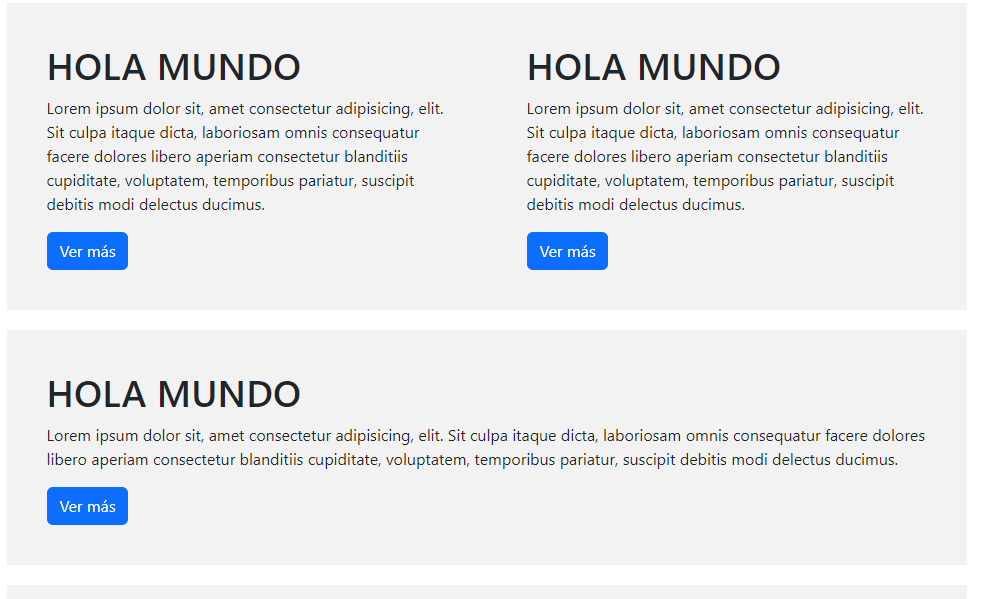 HOLA MUNDO
Lorem ipsum dolor sit, amet consectetur adipisicing, elit.
Sit culpa itaque dicta, laboriosam omnis consequatur
facere dolores libero aperiam consectetur blanditiis
cupiditate, voluptatem, temporibus pariatur, suscipit
debitis modi delectus ducimus.
Ver más
HOLA MUNDO
Lorem ipsum dolor sit, amet consectetur adipisicing, elit.
Sit culpa itaque dicta, laboriosam omnis consequatur
facere dolores libero aperiam consectetur blanditiis
cupiditate, voluptatem, temporibus pariatur, suscipit
debitis modi delectus ducimus.
Ver más
HOLA MUNDO
Lorem ipsum dolor sit, amet consectetur adipisicing, elit. Sit culpa itaque dicta, laboriosam omnis consequatur facere dolores
libero aperiam consectetur blanditiis cupiditate, voluptatem, temporibus pariatur, suscipit debitis modi delectus ducimus.
Ver más